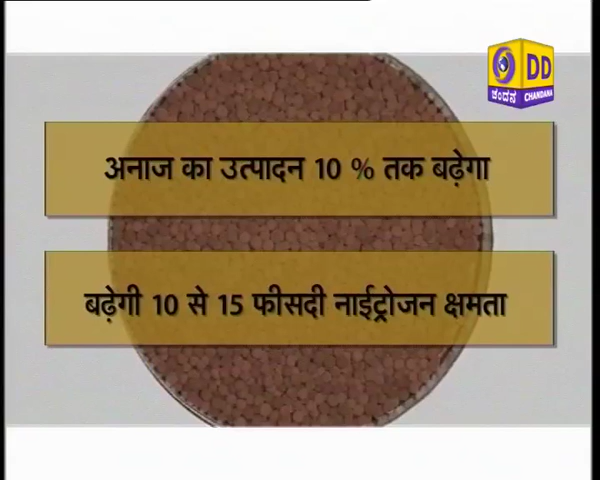 DD
ಚಂದನ CHANDANA
अनाज का उत्पादन 10 % तक बढ़ेगा
बढ़ेगी 10 से 15 फीसदी नाईट्रोजन क्षमता